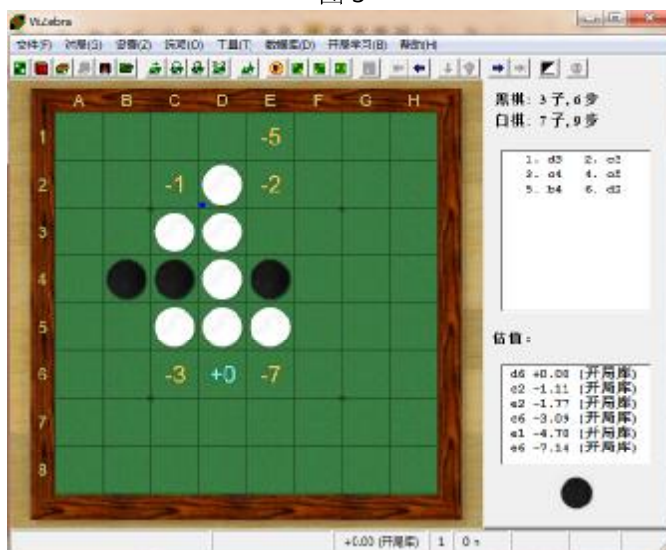 图 3
WZebra
文件(F) 对局(S) 设置(Z) 选项(O) 工具(T) 数据库(D) 开局学习(B) 帮助(H)
A B C D E F G H
黑棋: 3 子, 6 步
白棋: 7 子, 9 步
1 -5
1. d3 2. c3
2 -1 -2
3. c4 4. c5
5. b4 6. d2
3
4
5
估值:
6 -3 +0 -7
d6 +0.00 (开局库)
c2 -1.11 (开局库)
e2 -1.77 (开局库)
c6 -3.09 (开局库)
e1 -4.70 (开局库)
e6 -7.14 (开局库)
7
8
+0.00 (开局库) 1 0 s